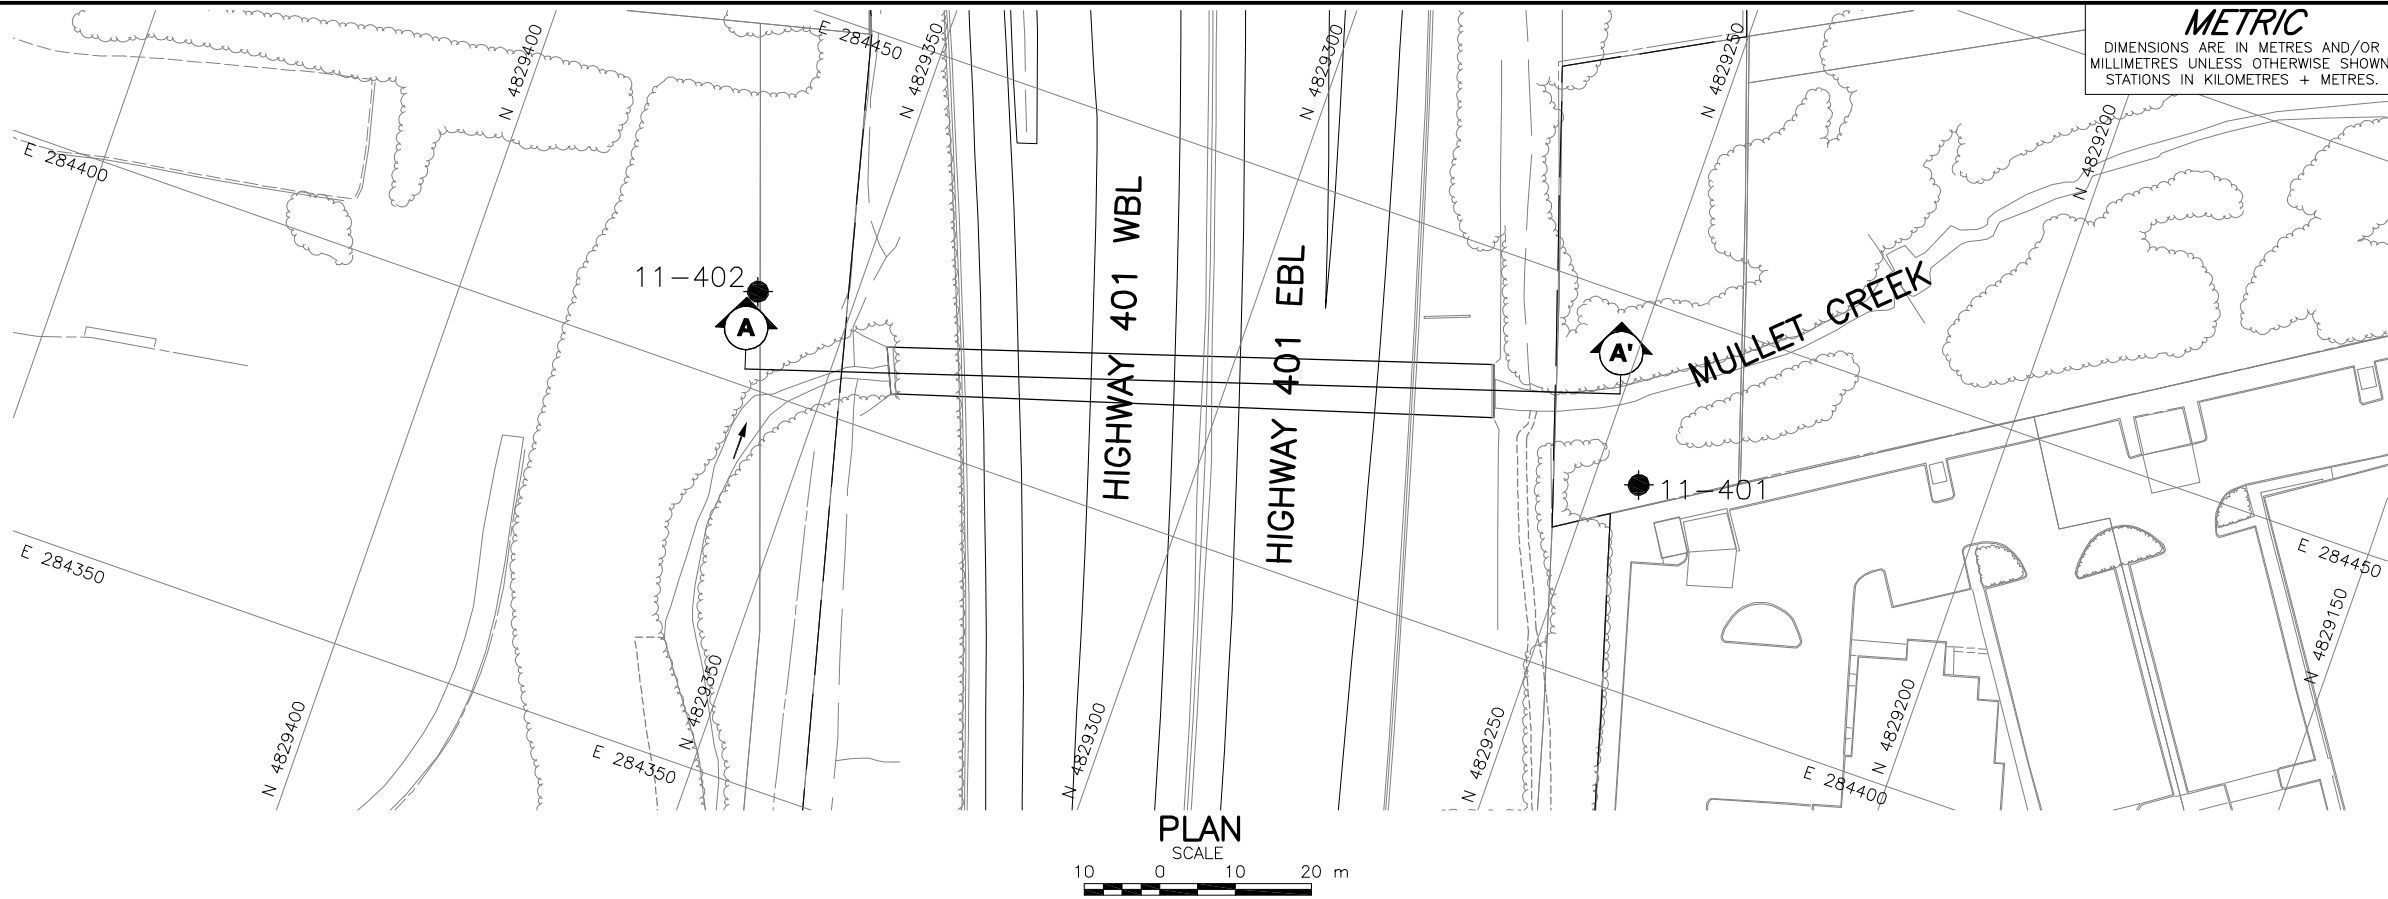 METRIC
DIMENSIONS ARE IN METRES AND/OR
MILLIMETRES UNLESS OTHERWISE SHOWN
STATIONS IN KILOMETRES + METRES.
N 4829400
E 284450
N 4829350
N 4829300
N 4829250
N 4829200
E 284400
11-402
A
HIGHWAY 401 WBL
HIGHWAY 401 EBL
A'
MULLET CREEK
11-401
E 284350
E 284450
N 4829150
N 4829400
N 4829350
E 284350
N 4829300
N 4829250
N 4829200
E 284400
PLAN
SCALE
10 0 10 20 m